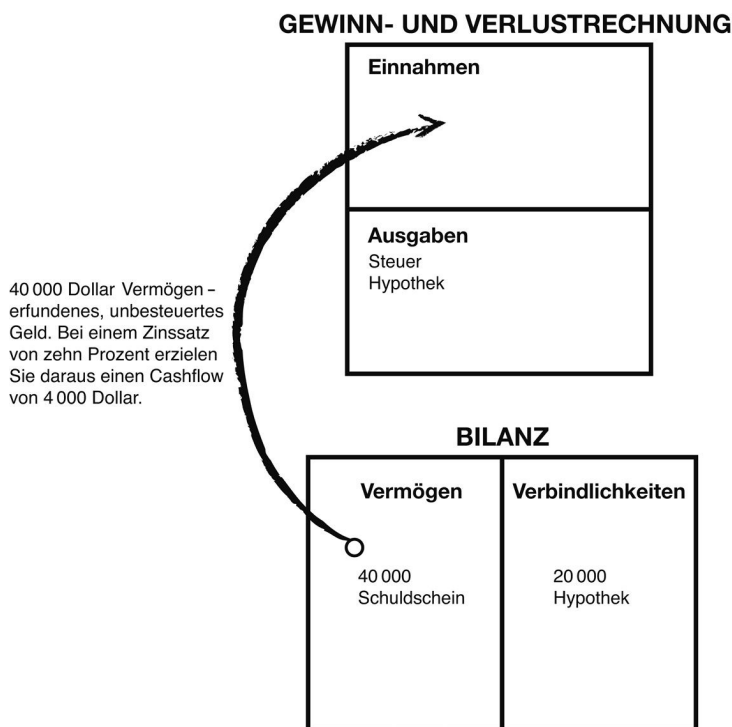 GEWINN- UND VERLUSTRECHNUNG
Einnahmen
Ausgaben
Steuer
Hypothek
40 000 Dollar Vermögen –
erfundenes, unbesteuertes
Geld. Bei einem Zinssatz
von zehn Prozent erzielen
Sie daraus einen Cashflow
von 4 000 Dollar.
BILANZ
Vermögen
40 000
Schuldschein
Verbindlichkeiten
20 000
Hypothek